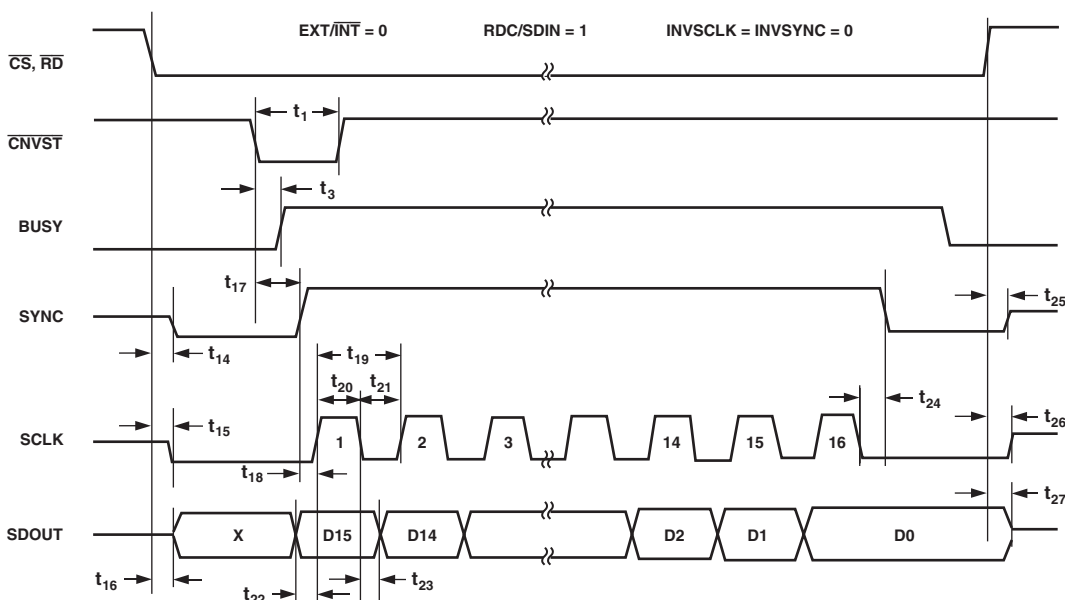 EXT/INT = 0 RDC/SDIN = 1 INVSCLK = INVSYNC = 0
CS, RD
t1
CNVST
t3
BUSY
t17
SYNC
t25
t14
t19
t20 t21
t24
SCLK
1 2 3 14 15 16
t26
t15
t18
t27
SDOUT
X D15 D14 D2 D1 D0
t16
t23
t22